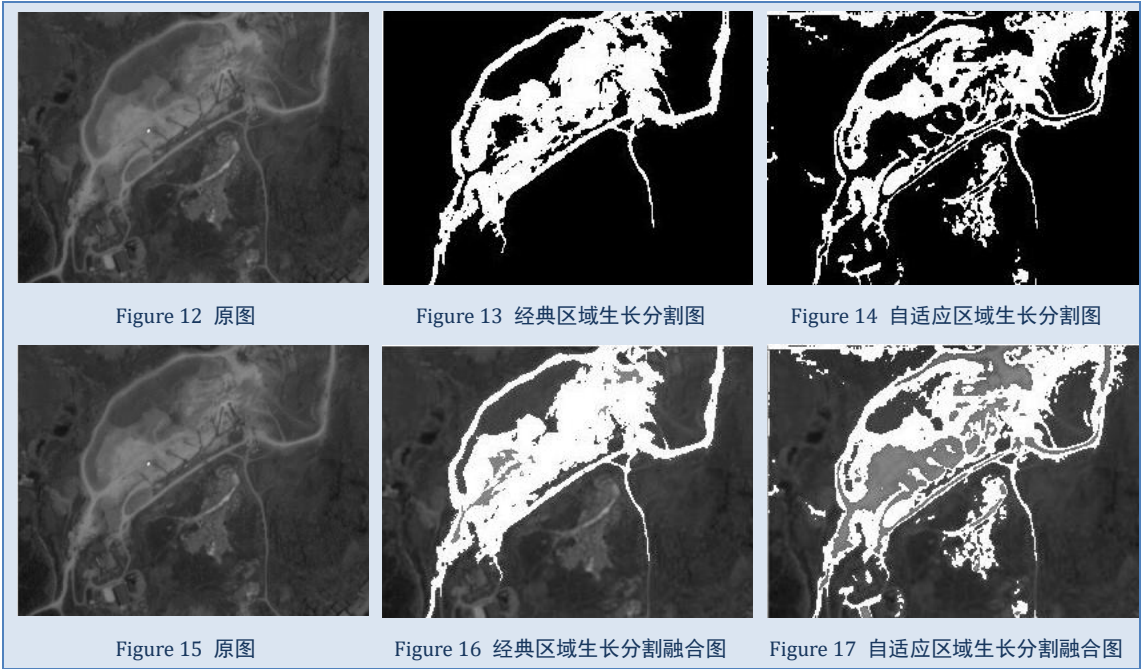 Figure 12 原图
Figure 13 经典区域生长分割图
Figure 14 自适应区域生长分割图
Figure 15 原图
Figure 16 经典区域生长分割融合图
Figure 17 自适应区域生长分割融合图